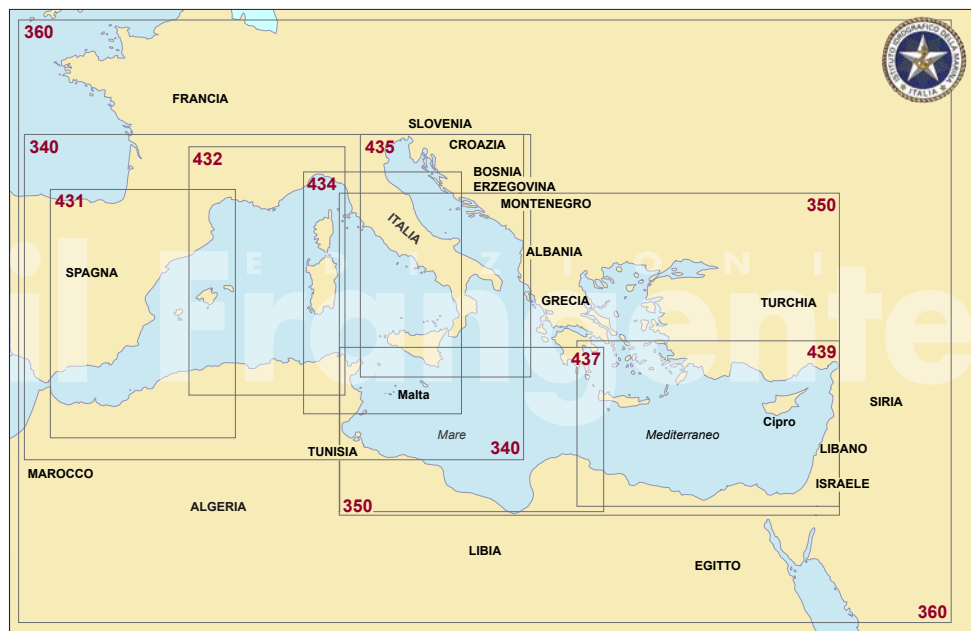 360
ISTITUTO IDROGRAFICO DELLA MARINA
ITALIA
FRANCIA
SLOVENIA
340
435
CROAZIA
432
BOSNIA
ERZEGOVINA
434
431
MONTENEGRO
350
ITALIA
ALBANIA
SPAGNA
EDIZIONI
il Frangente
GRECIA
TURCHIA
437
439
Malta
SIRIA
Cipro
Mare
Mediterraneo
340
TUNISIA
LIBANO
MAROCCO
ISRAELE
350
ALGERIA
LIBIA
EGITTO
360